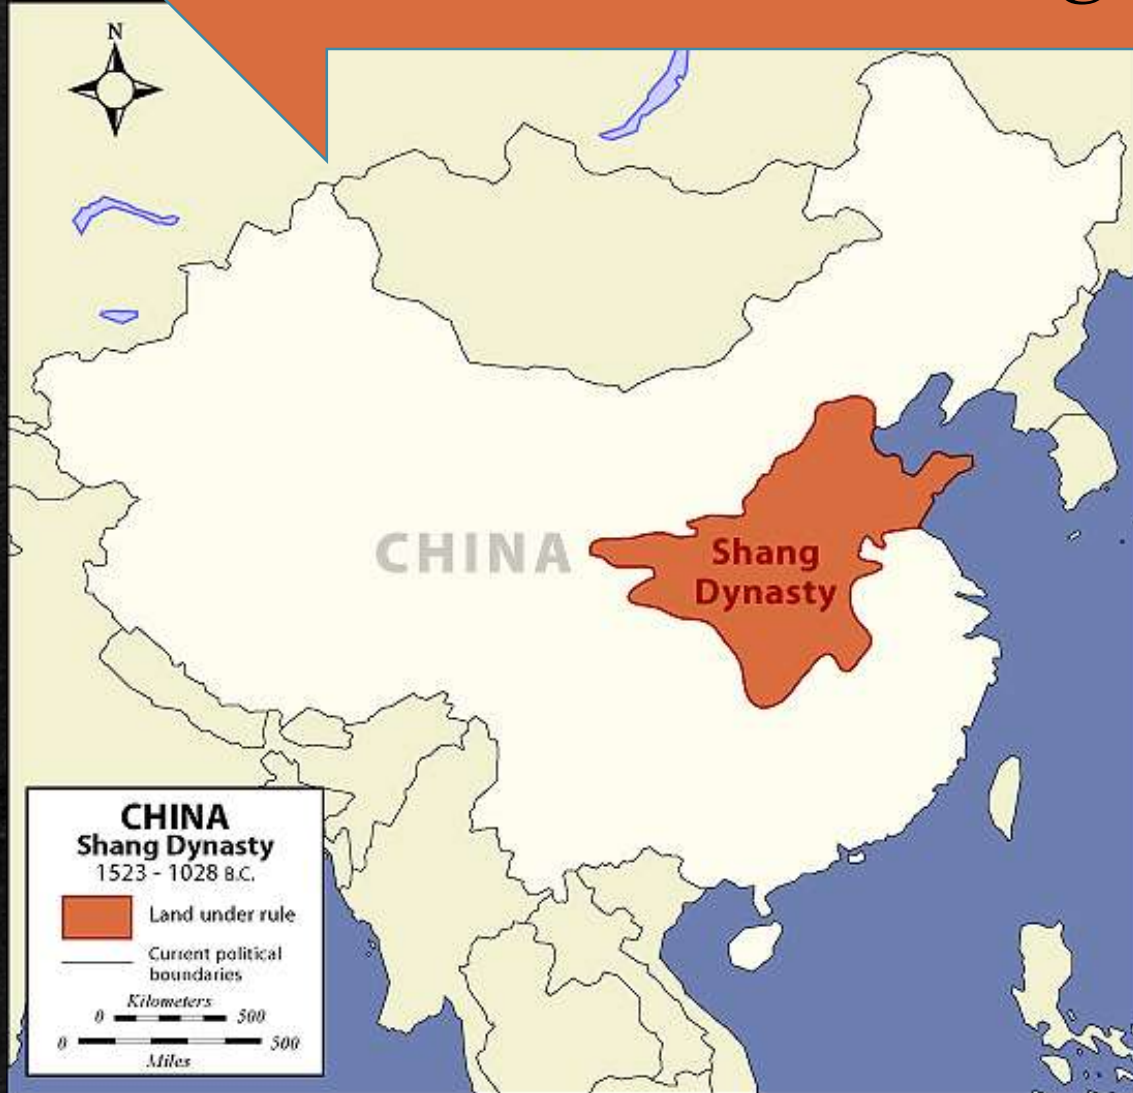 N
CHINA
Shang
Dynasty
CHINA
Shang Dynasty
1523 - 1028 B.C.
Land under rule
Current political
boundaries
Kilometers
0 500
0 500
Miles